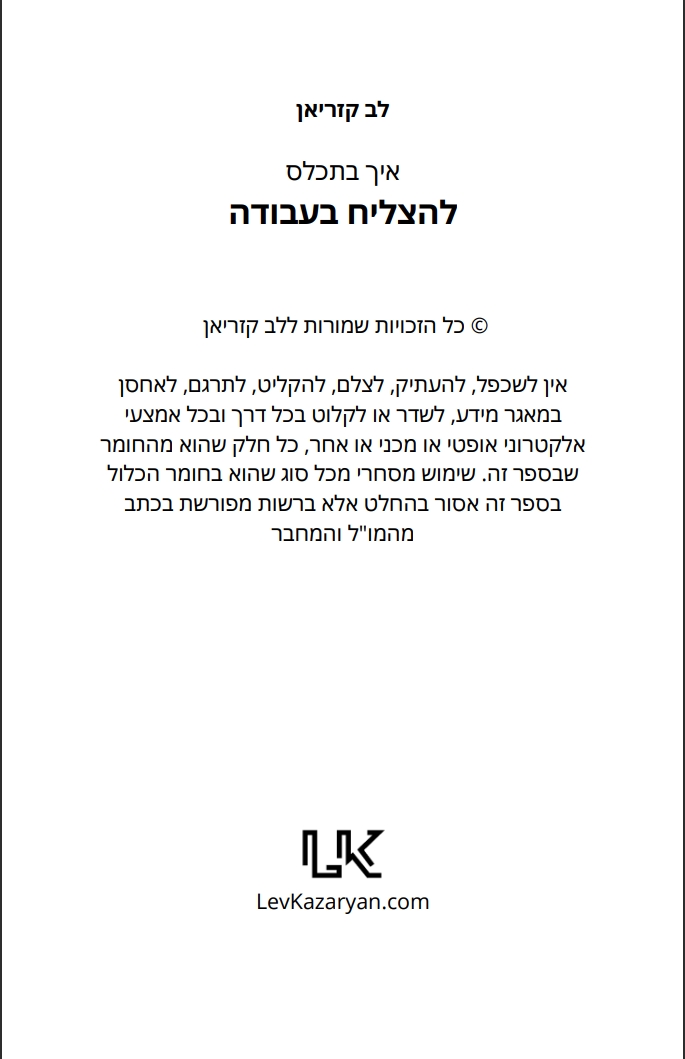 לב קזריאן
איך בתכלס
להצליח בעבודה
© כל הזכויות שמורות ללב קזריאן
אין לשכפל, להעתיק, לצלם, להקליט, לתרגם, לאחסן
במאגר מידע, לשדר או לקלוט בכל דרך ובכל אמצעי
אלקטרוני אופטי או מכני או אחר, כל חלק שהוא מהחומר
שבספר זה. שימוש מסחרי מכל סוג שהוא בחומר הכלול
בספר זה אסור בהחלט אלא ברשות מפורשת בכתב
מהמו"ל והמחבר
LK
LevKazaryan.com